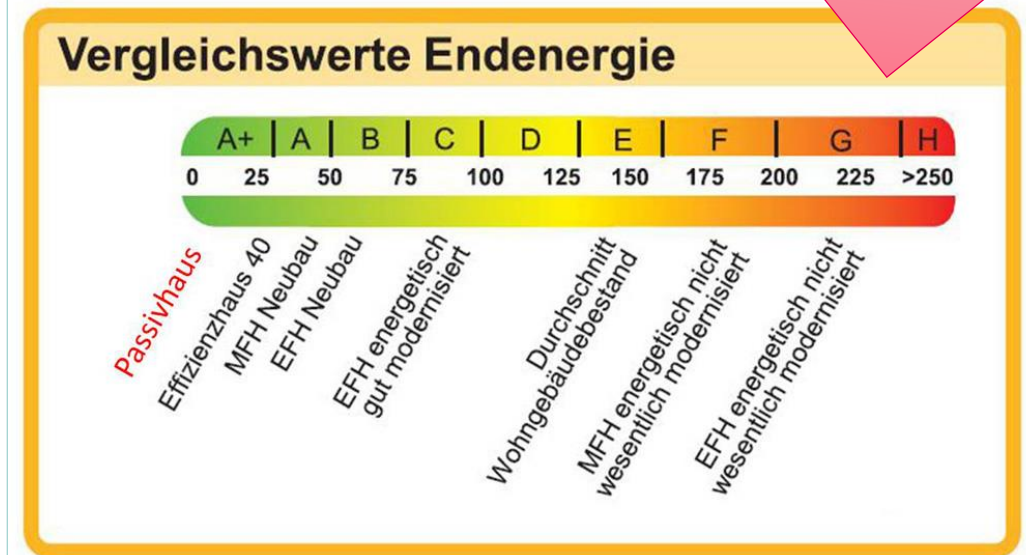 Vergleichswerte Endenergie
A+ A B C D E F G H
0 25 50 75 100 125 150 175 200 225 >250
Passivhaus
Effizienzhaus 40
MFH Neubau
EFH Neubau
EFH energetisch
gut modernisiert
Durchschnitt
Wohngebäudebestand
MFH energetisch nicht
wesentlich modernisiert
EFH energetisch nicht
wesentlich modernisiert